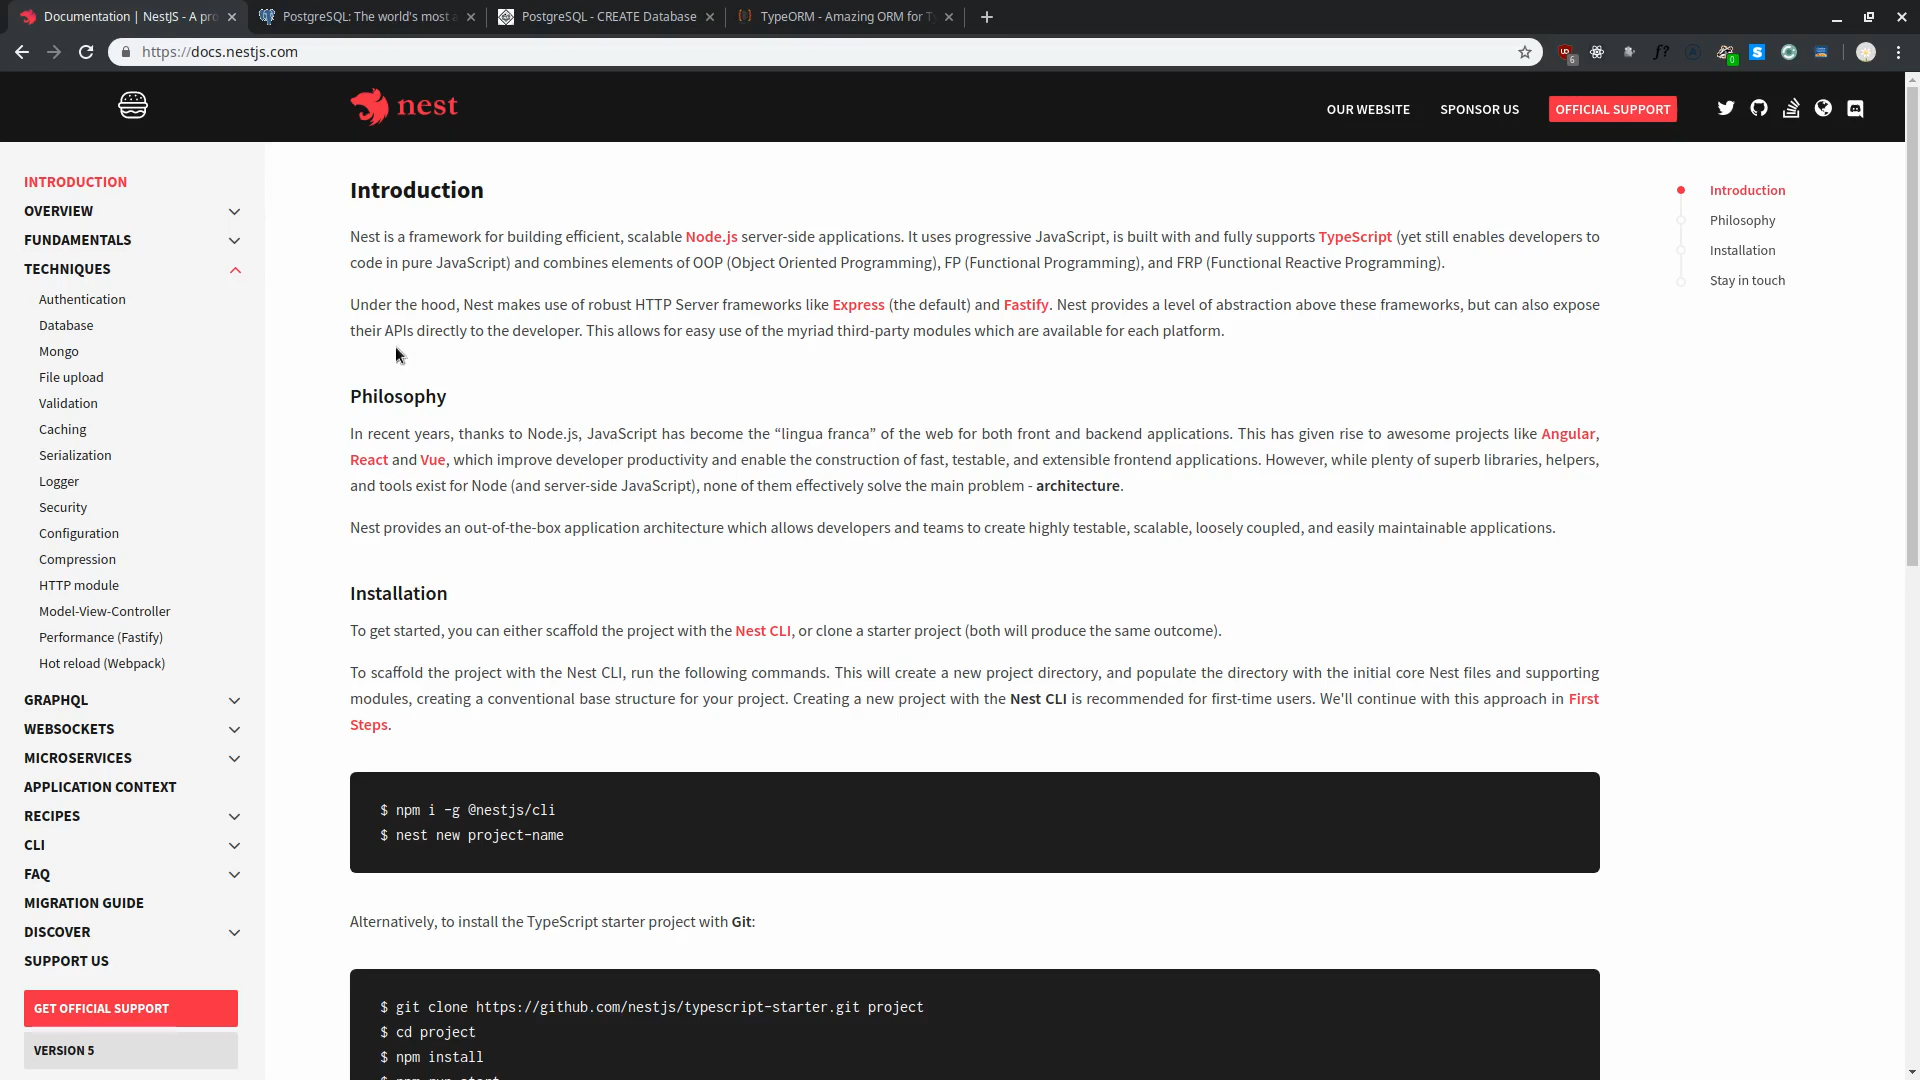 Documentation | NestJS - A pro
PostgreSQL: The world's most a
PostgreSQL - CREATE Database
TypeORM - Amazing ORM for Ty
https://docs.nestjs.com
6
f?
0
nest
OUR WEBSITE
SPONSOR US
OFFICIAL SUPPORT
INTRODUCTION
OVERVIEW
FUNDAMENTALS
TECHNIQUES
Authentication
Database
Mongo
File upload
Validation
Caching
Serialization
Logger
Security
Configuration
Compression
HTTP module
Model-View-Controller
Performance (Fastify)
Hot reload (Webpack)
GRAPHQL
WEBSOCKETS
MICROSERVICES
APPLICATION CONTEXT
RECIPES
CLI
FAQ
MIGRATION GUIDE
DISCOVER
SUPPORT US
GET OFFICIAL SUPPORT
VERSION 5
Introduction
Nest is a framework for building efficient, scalable Node.js server-side applications. It uses progressive JavaScript, is built with and fully supports TypeScript (yet still enables developers to
code in pure JavaScript) and combines elements of OOP (Object Oriented Programming), FP (Functional Programming), and FRP (Functional Reactive Programming).
Under the hood, Nest makes use of robust HTTP Server frameworks like Express (the default) and Fastify. Nest provides a level of abstraction above these frameworks, but can also expose
their APIs directly to the developer. This allows for easy use of the myriad third-party modules which are available for each platform.
Philosophy
In recent years, thanks to Node.js, JavaScript has become the “lingua franca” of the web for both front and backend applications. This has given rise to awesome projects like Angular,
React and Vue, which improve developer productivity and enable the construction of fast, testable, and extensible frontend applications. However, while plenty of superb libraries, helpers,
and tools exist for Node (and server-side JavaScript), none of them effectively solve the main problem - architecture.
Nest provides an out-of-the-box application architecture which allows developers and teams to create highly testable, scalable, loosely coupled, and easily maintainable applications.
Installation
To get started, you can either scaffold the project with the Nest CLI, or clone a starter project (both will produce the same outcome).
To scaffold the project with the Nest CLI, run the following commands. This will create a new project directory, and populate the directory with the initial core Nest files and supporting
modules, creating a conventional base structure for your project. Creating a new project with the Nest CLI is recommended for first-time users. We'll continue with this approach in First
Steps.
$ npm i -g @nestjs/cli
$ nest new project-name
Alternatively, to install the TypeScript starter project with Git:
$ git clone https://github.com/nestjs/typescript-starter.git project
$ cd project
$ npm install
$ npm run start
Introduction
Philosophy
Installation
Stay in touch